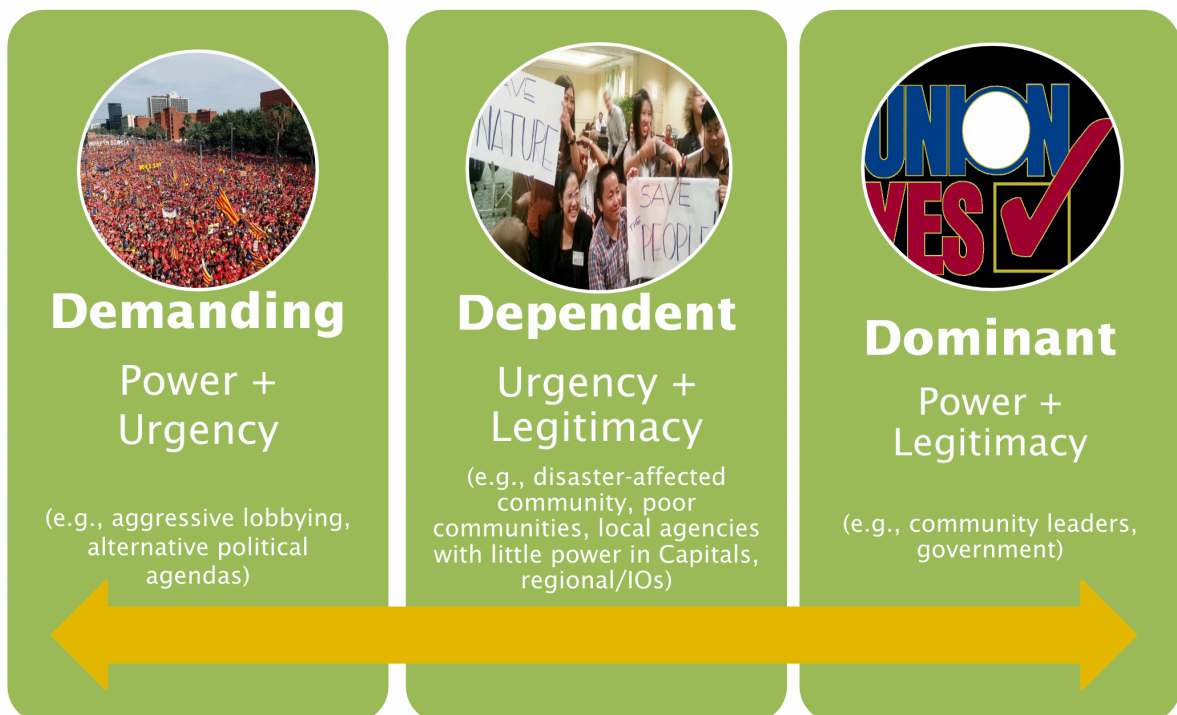 Demanding
Power +
Urgency
(e.g., aggressive lobbying,
alternative political
agendas)
NATURE
SAVE
THE
PEOPLE
Dependent
Urgency +
Legitimacy
(e.g., disaster-affected
community, poor
communities, local agencies
with little power in Capitals,
regional/IOs)
UNION
YES
Dominant
Power +
Legitimacy
(e.g., community leaders,
government)